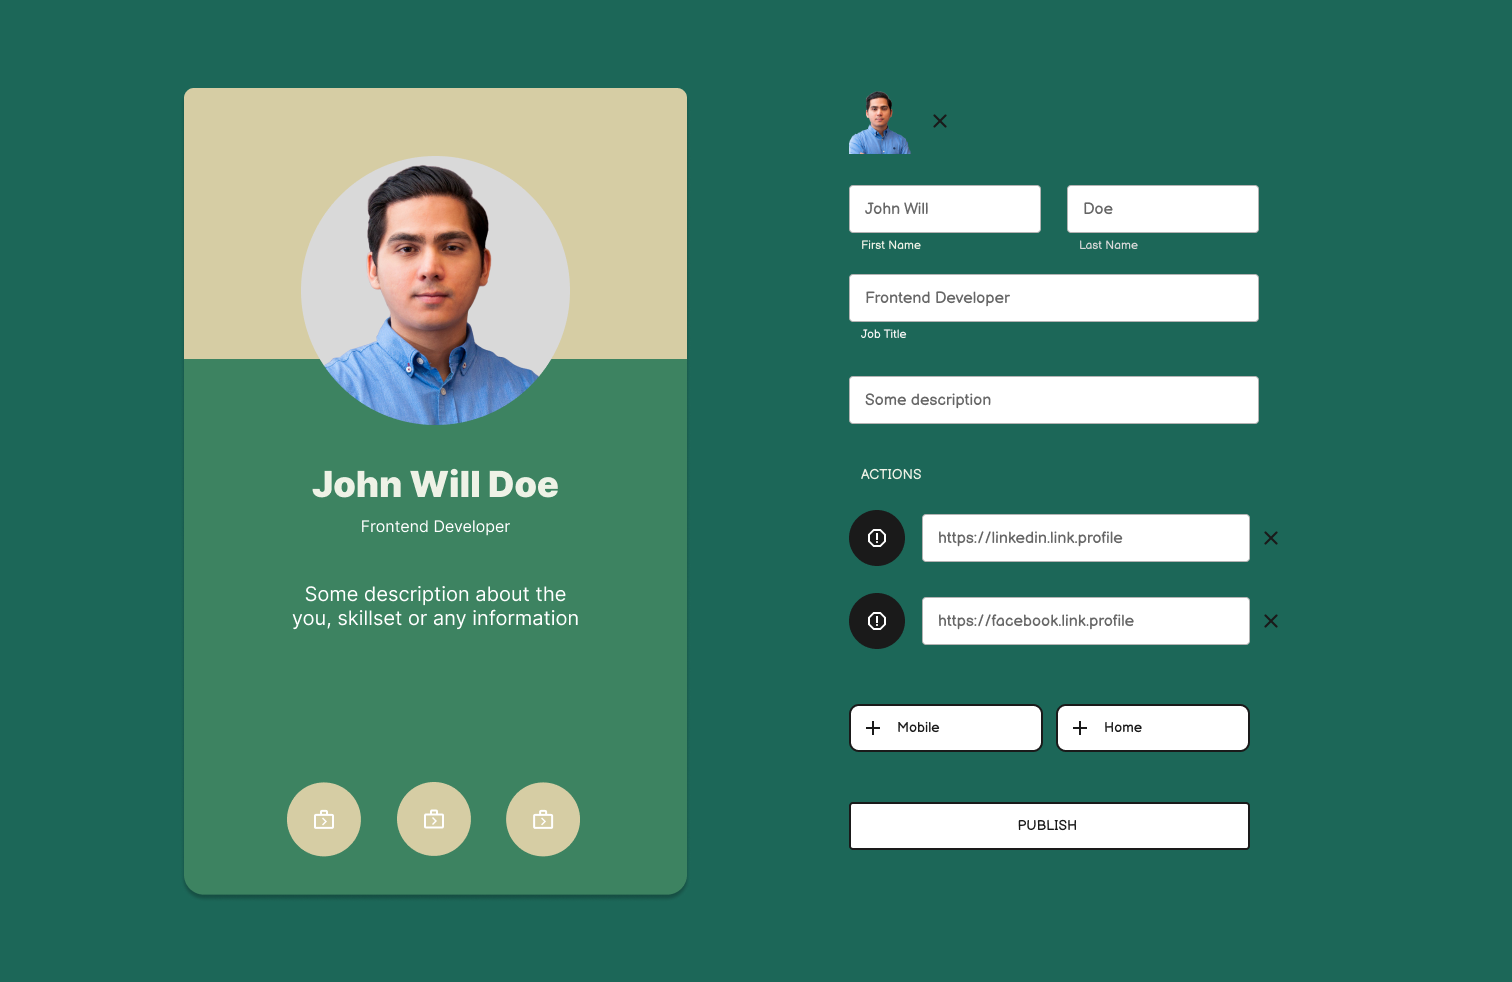 John Will Doe
Frontend Developer
Some description about the
you, skillset or any information
John Will
Doe
First Name
Last Name
Frontend Developer
Job Title
Some description
ACTIONS
https://linkedin.link.profile
https://facebook.link.profile
Mobile
Home
PUBLISH